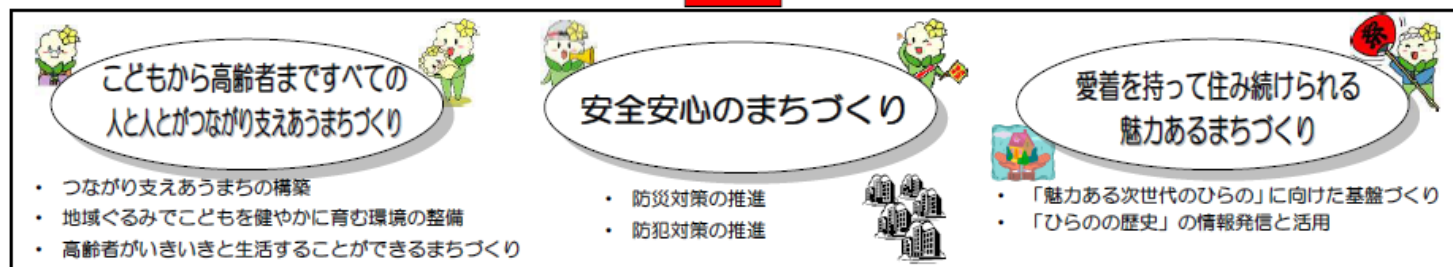 こどもから高齢者まですべての
人と人とがつながり支えあうまちづくり
・ つながり支えあうまちの構築
・ 地域ぐるみでこどもを健やかに育む環境の整備
・ 高齢者がいきいきと生活することができるまちづくり
安全安心のまちづくり
・ 防災対策の推進
・ 防犯対策の推進
愛着を持って住み続けられる
魅力あるまちづくり
・ 「魅力ある次世代のひらの」に向けた基盤づくり
・ 「ひらのの歴史」の情報発信と活用
祭